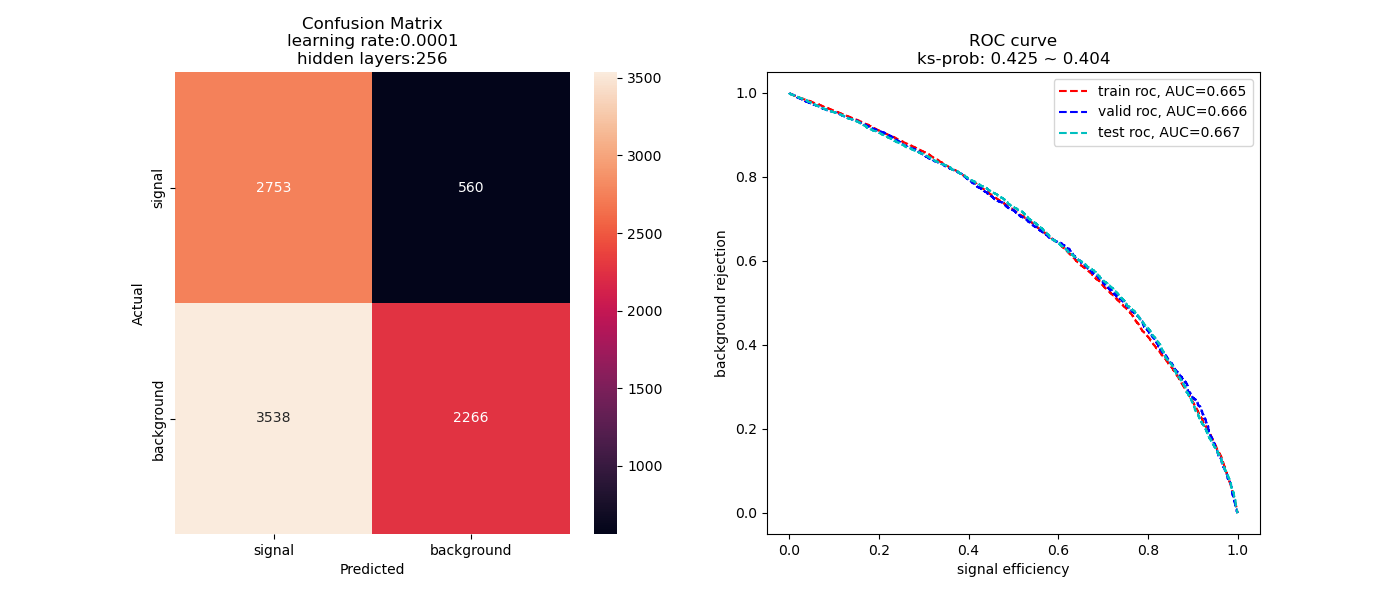 Confusion Matrix
learning rate:0.0001
hidden layers:256
signal
background
Actual
2753
560
3538
2266
signal
background
Predicted
3500
3000
2500
2000
1500
1000
ROC curve
ks-prob: 0.425 ~ 0.404
train roc, AUC=0.665
valid roc, AUC=0.666
test roc, AUC=0.667
background rejection
1.0
0.8
0.6
0.4
0.2
0.0
0.0
0.2
0.4
0.6
0.8
1.0
signal efficiency